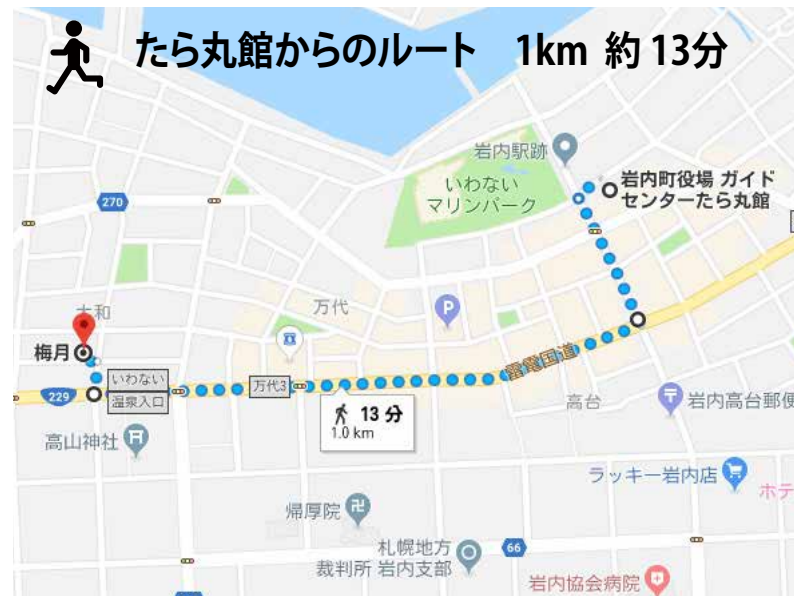 たら丸館からのルート 1km 約 13分
岩内駅跡
いわない
マリンパーク
岩内町役場 ガイド
センターたら丸館
270
万代
P
大和
梅月
いわない
温泉入口
229
万代3
雷電国道
13 分
1.0 km
高台
岩内高台郵便
高山神社
ラッキー岩内店
ホテ
帰厚院
札幌地方
裁判所 岩内支部
66
岩内協会病院